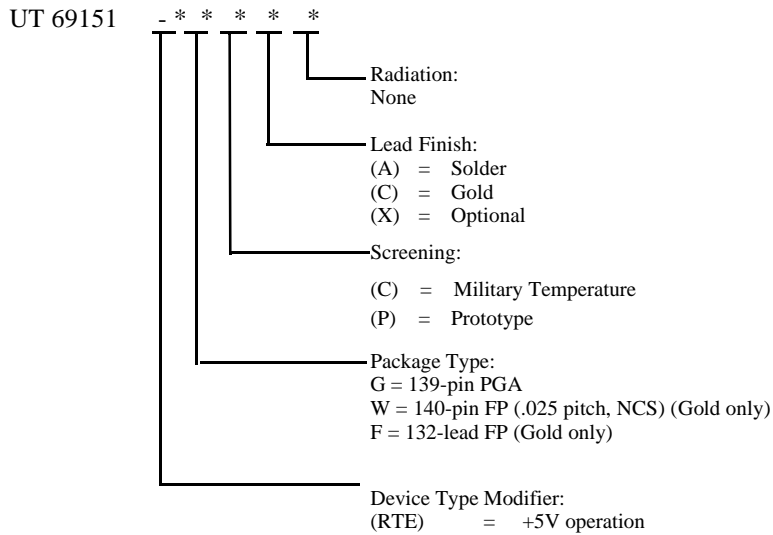 UT 69151 - * * * * *
Radiation:
None
Lead Finish:
(A) = Solder
(C) = Gold
(X) = Optional
Screening:
(C) = Military Temperature
(P) = Prototype
Package Type:
G = 139-pin PGA
W = 140-pin FP (.025 pitch, NCS) (Gold only)
F = 132-lead FP (Gold only)
Device Type Modifier:
(RTE) = +5V operation